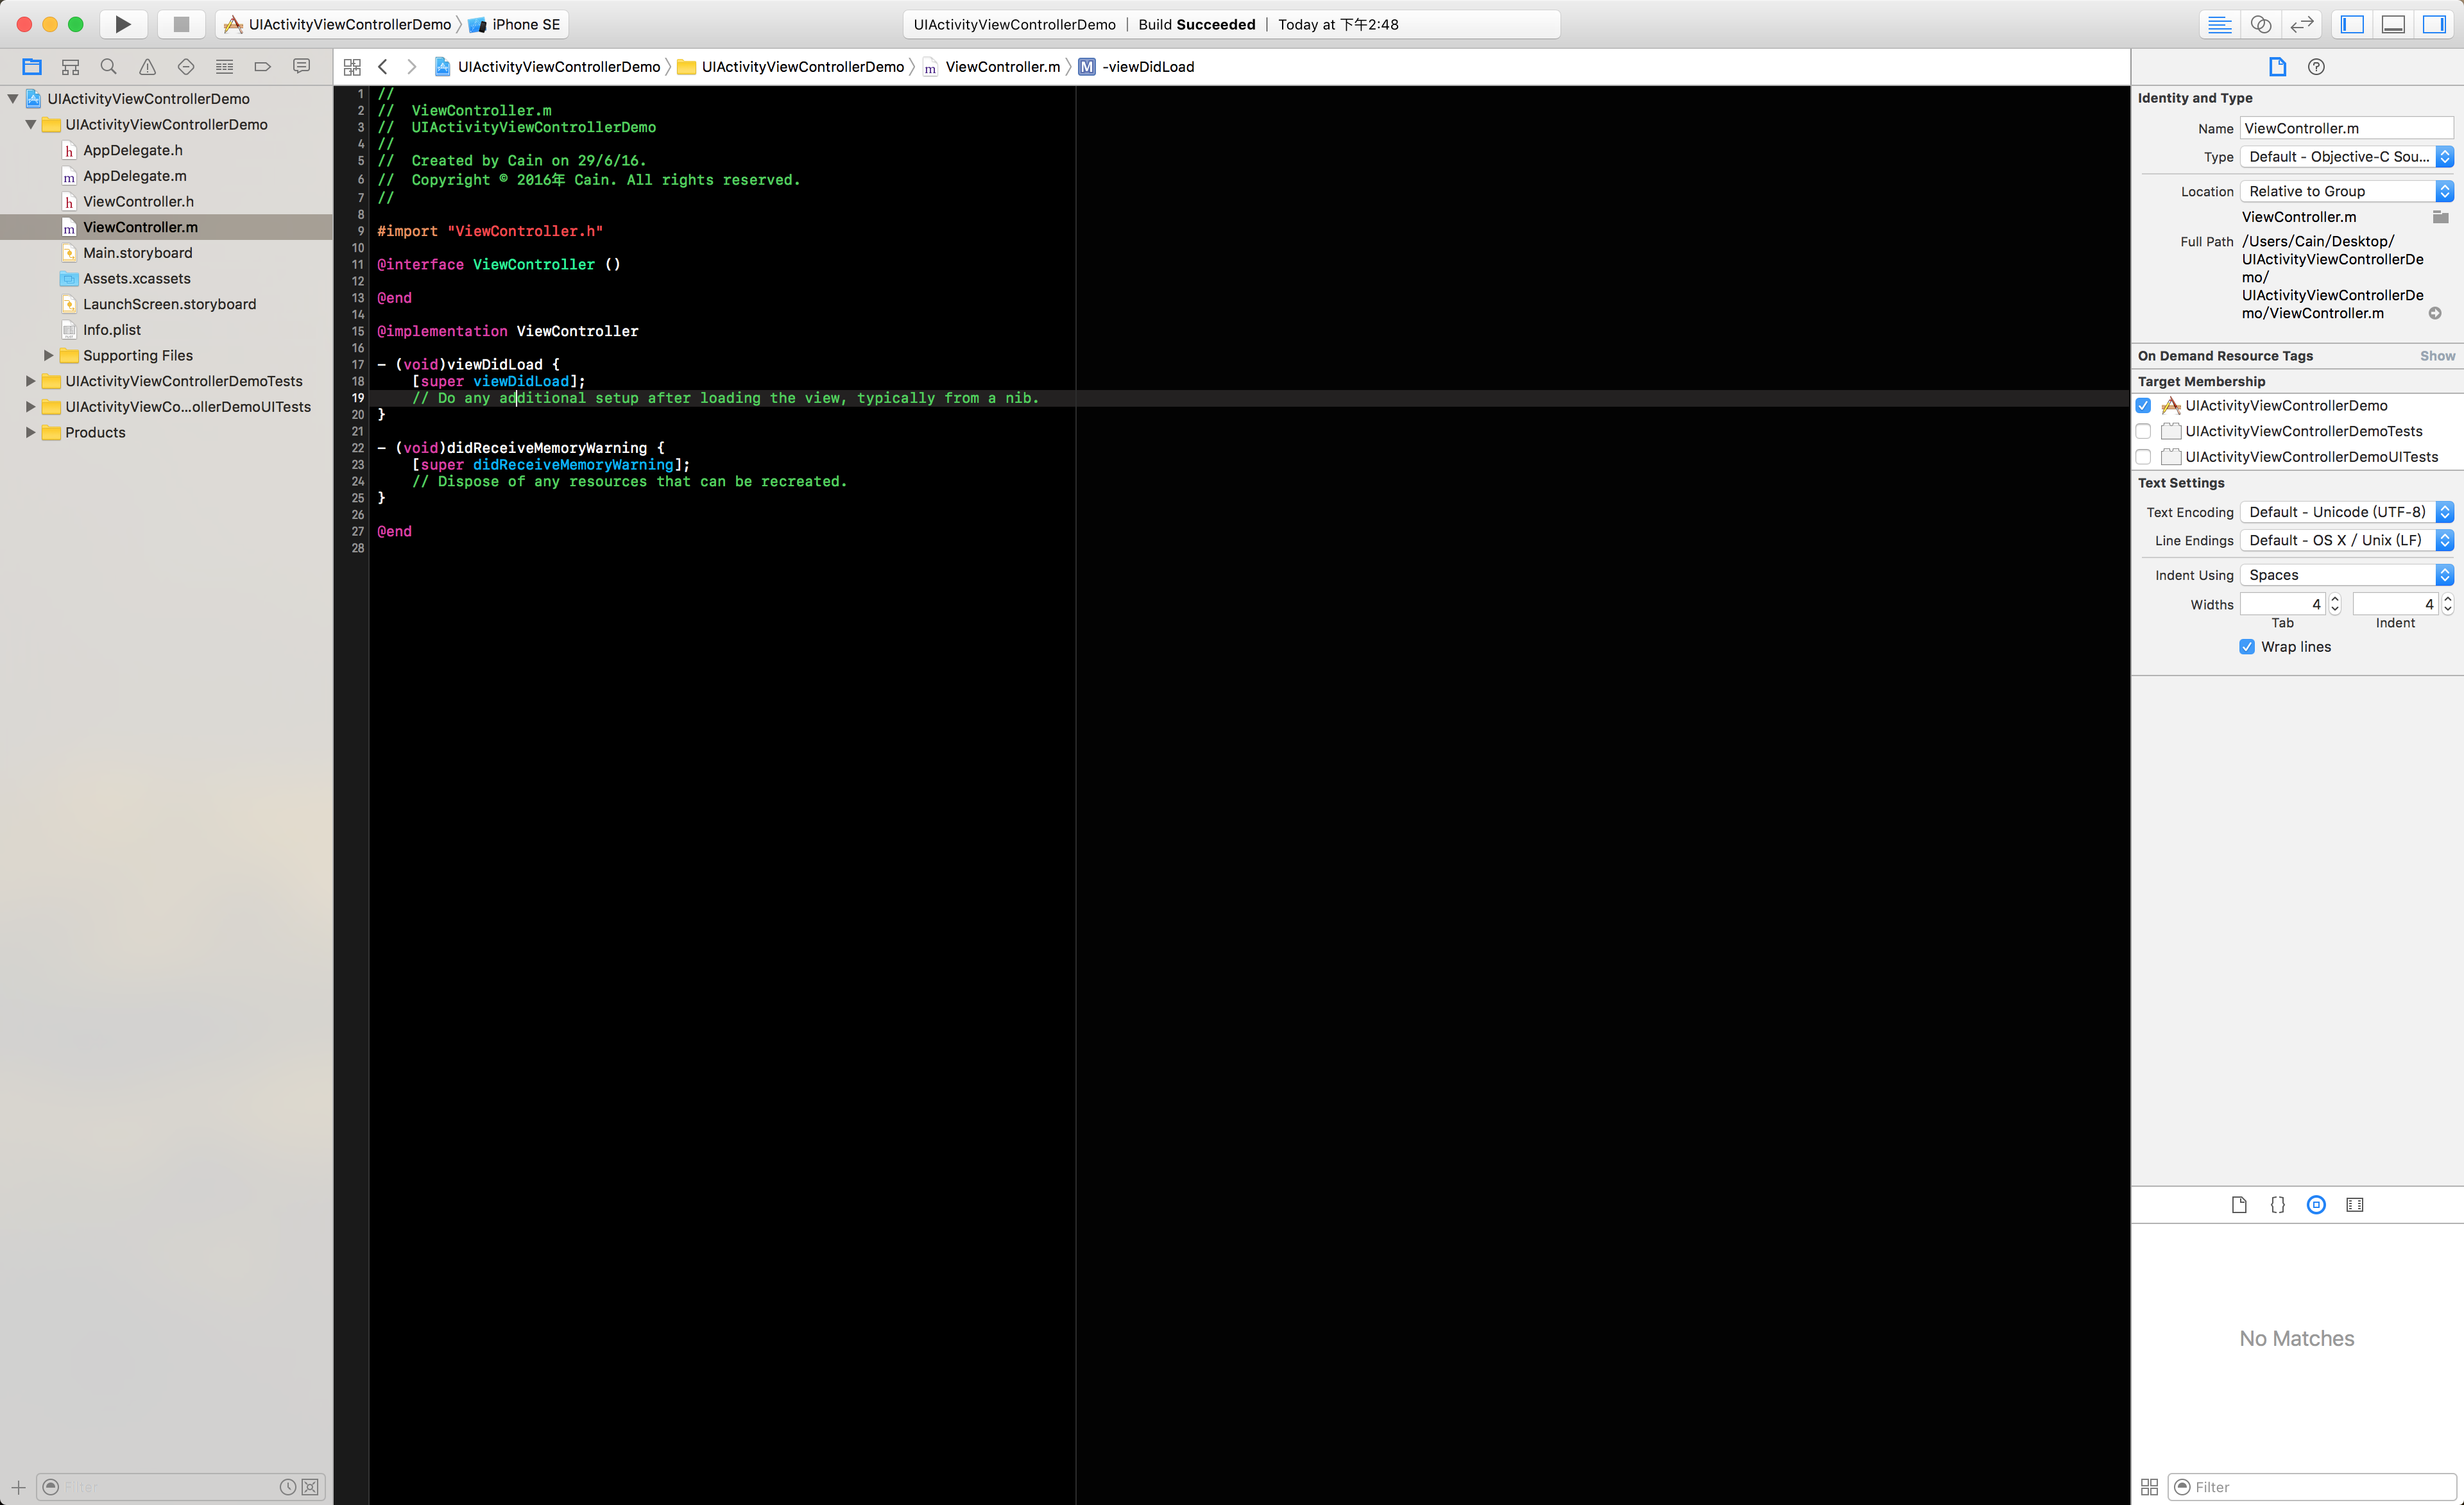 UIActivityViewControllerDemo iPhone SE
UIActivityViewControllerDemo | Build Succeeded | Today at 下午2:48
UIActivityViewControllerDemo UIActivityViewControllerDemo m ViewController.m M -viewDidLoad
UIActivityViewControllerDemo
UIActivityViewControllerDemo
h AppDelegate.h
m AppDelegate.m
h ViewController.h
m ViewController.m
Main.storyboard
Assets.xcassets
LaunchScreen.storyboard
Info.plist
Supporting Files
UIActivityViewControllerDemoTests
UIActivityViewCo...ollerDemoUITests
Products
Filter
1 //
2 //  ViewController.m
3 //  UIActivityViewControllerDemo
4 //
5 //  Created by Cain on 29/6/16.
6 //  Copyright © 2016年 Cain. All rights reserved.
7 //
8
9 #import "ViewController.h"
10
11 @interface ViewController ()
12
13 @end
14
15 @implementation ViewController
16
17 - (void)viewDidLoad {
18     [super viewDidLoad];
19     // Do any additional setup after loading the view, typically from a nib.
20 }
21
22 - (void)didReceiveMemoryWarning {
23     [super didReceiveMemoryWarning];
24     // Dispose of any resources that can be recreated.
25 }
26
27 @end
28
Identity and Type
Name ViewController.m
Type Default - Objective-C Sou...
Location Relative to Group
ViewController.m
Full Path /Users/Cain/Desktop/
UIActivityViewControllerDe
mo/
UIActivityViewControllerDe
mo/ViewController.m
On Demand Resource Tags Show
Target Membership
UIActivityViewControllerDemo
UIActivityViewControllerDemoTests
UIActivityViewControllerDemoUITests
Text Settings
Text Encoding Default - Unicode (UTF-8)
Line Endings Default - OS X / Unix (LF)
Indent Using Spaces
Widths 4 4
Tab Indent
Wrap lines
{}
No Matches
Filter